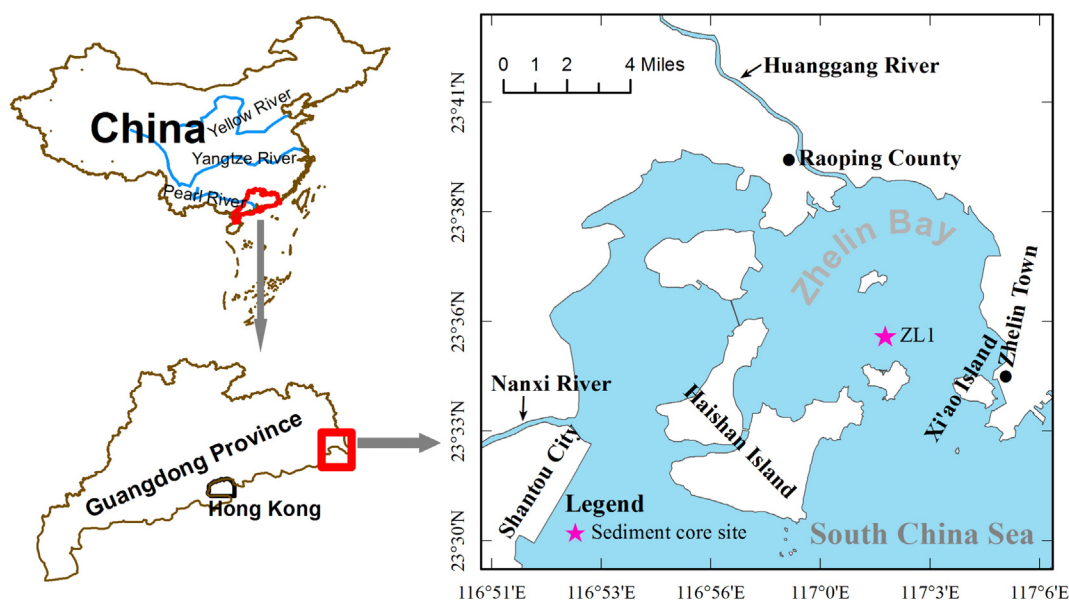 China
Yellow River
Yangtze River
Pearl River
Guangdong Province
Hong Kong
0 1 2 4 Miles
Huanggang River
Raoping County
Zhelin Bay
ZL1
Zhelin Town
Xi'ao Island
Nanxi River
Haishan Island
Shantou City
Legend
Sediment core site
South China Sea
23°41'N
23°38'N
23°36'N
23°33'N
23°30'N
116°51'E 116°53'E 116°56'E 117°0'E 117°3'E 117°6'E